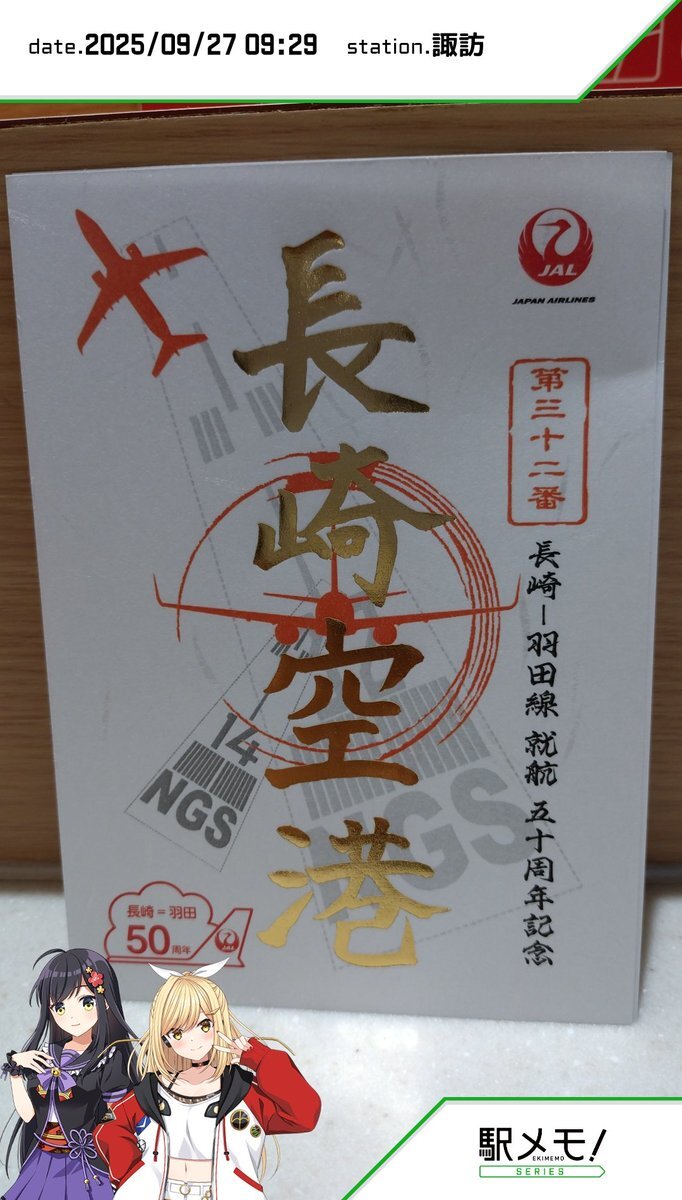 date.2025/09/27 09:29 station.諏訪
JAL
JAPAN AIRLINES
第三十二番
長崎空港
長崎ー羽田線 就航 五十周年記念
14
NGS
NGS
長崎=羽田
50周年
JAL
駅メモ!
EKIMEMO
SERIES